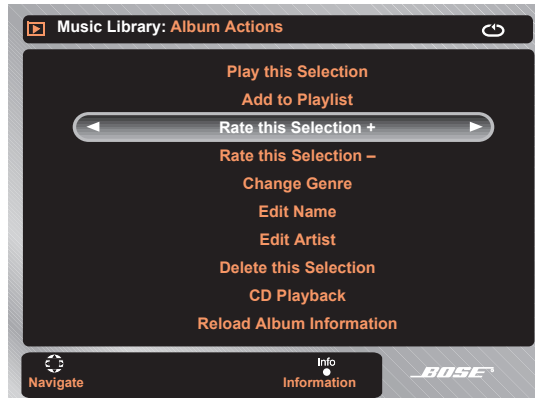 Music Library: Album Actions
Play this Selection
Add to Playlist
Rate this Selection +
Rate this Selection –
Change Genre
Edit Name
Edit Artist
Delete this Selection
CD Playback
Reload Album Information
Navigate
Info
Information
BOSE